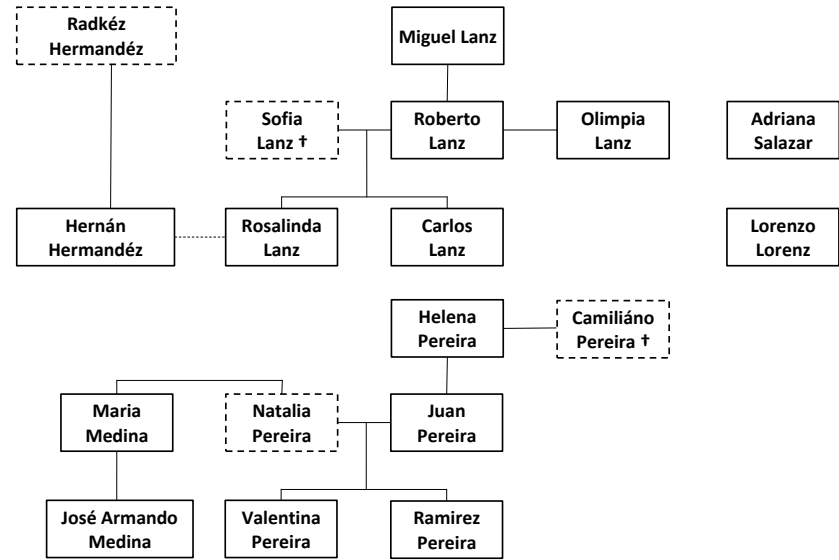 Radkéz
Hermandéz
Miguel Lanz
Sofia
Lanz †
Roberto
Lanz
Olimpia
Lanz
Adriana
Salazar
Hernán
Hermandéz
Rosalinda
Lanz
Carlos
Lanz
Lorenzo
Lorenz
Helena
Pereira
Camiliáno
Pereira †
Maria
Medina
Natalia
Pereira
Juan
Pereira
José Armando
Medina
Valentina
Pereira
Ramirez
Pereira